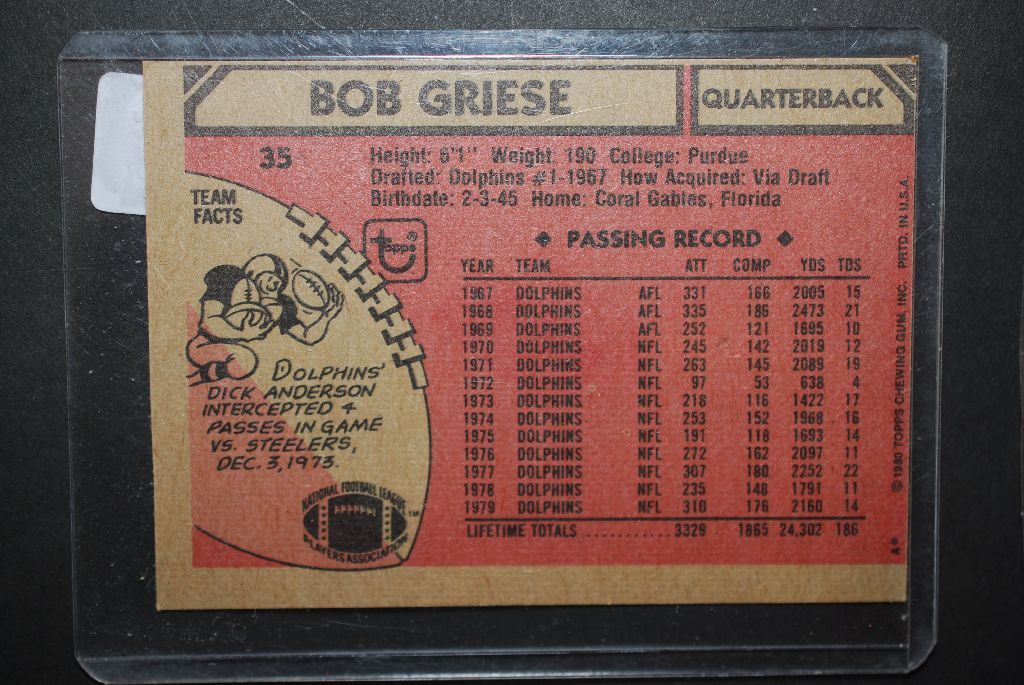 BOB GRIESE
QUARTERBACK
35
Height: 6'1" Weight: 190 College: Purdue
Drafted: Dolphins #1-1967 How Acquired: Via Draft
Birthdate: 2-3-45 Home: Coral Gables, Florida
TEAM
FACTS
topps®
◆ PASSING RECORD ◆
YEAR TEAM ATT COMP YDS TDS
1967 DOLPHINS AFL 331 166 2005 15
1968 DOLPHINS AFL 335 186 2473 21
1969 DOLPHINS AFL 252 121 1695 10
1970 DOLPHINS NFL 245 142 2019 12
1971 DOLPHINS NFL 263 145 2089 19
1972 DOLPHINS NFL 97 53 638 4
1973 DOLPHINS NFL 218 116 1422 17
1974 DOLPHINS NFL 253 152 1968 16
1975 DOLPHINS NFL 191 118 1693 14
1976 DOLPHINS NFL 272 162 2097 11
1977 DOLPHINS NFL 307 180 2252 22
1978 DOLPHINS NFL 235 148 1791 11
1979 DOLPHINS NFL 310 176 2160 14
LIFETIME TOTALS ........... 3329 1865 24,302 186
DOLPHINS'
DICK ANDERSON
INTERCEPTED 4
PASSES IN GAME
VS. STEELERS,
DEC. 3, 1973.
NATIONAL FOOTBALL LEAGUE
PLAYERS ASSOCIATION
TM
A* © 1980 TOPPS CHEWING GUM, INC. PRTD. IN U.S.A.